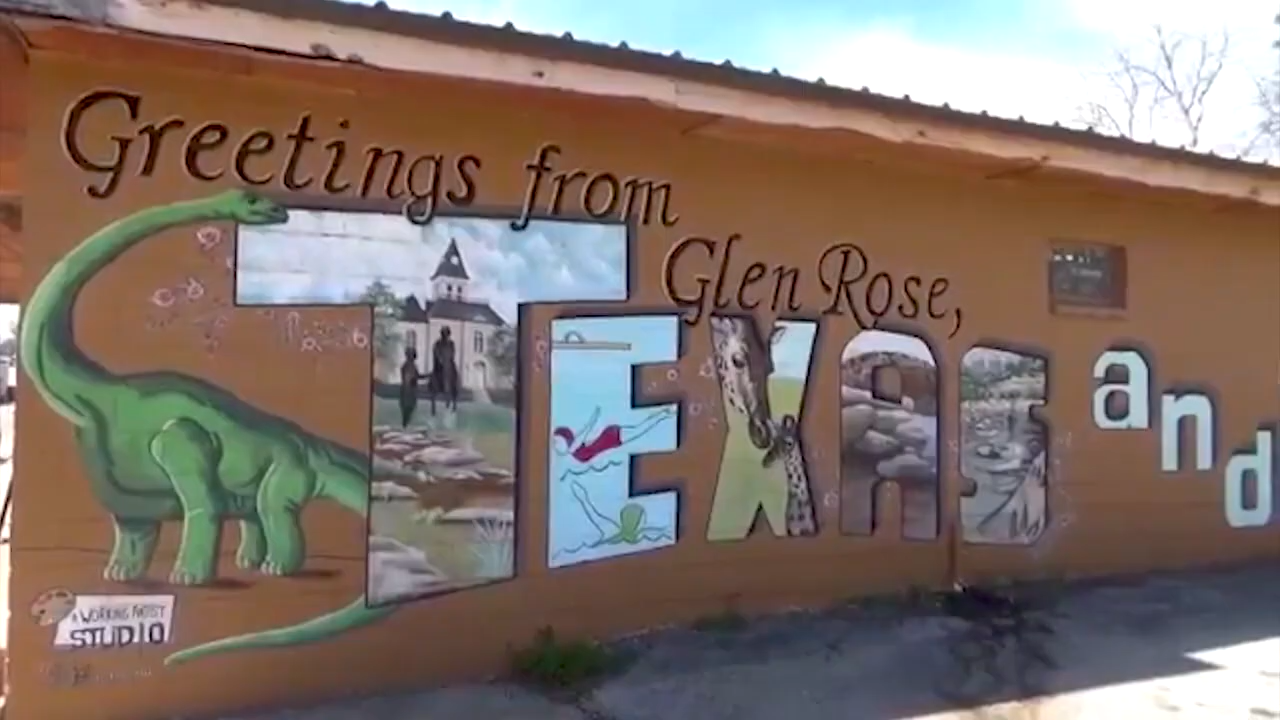 Greetings from
Glen Rose,
TEXAS and
A WORKING ARTIST
STUDIO